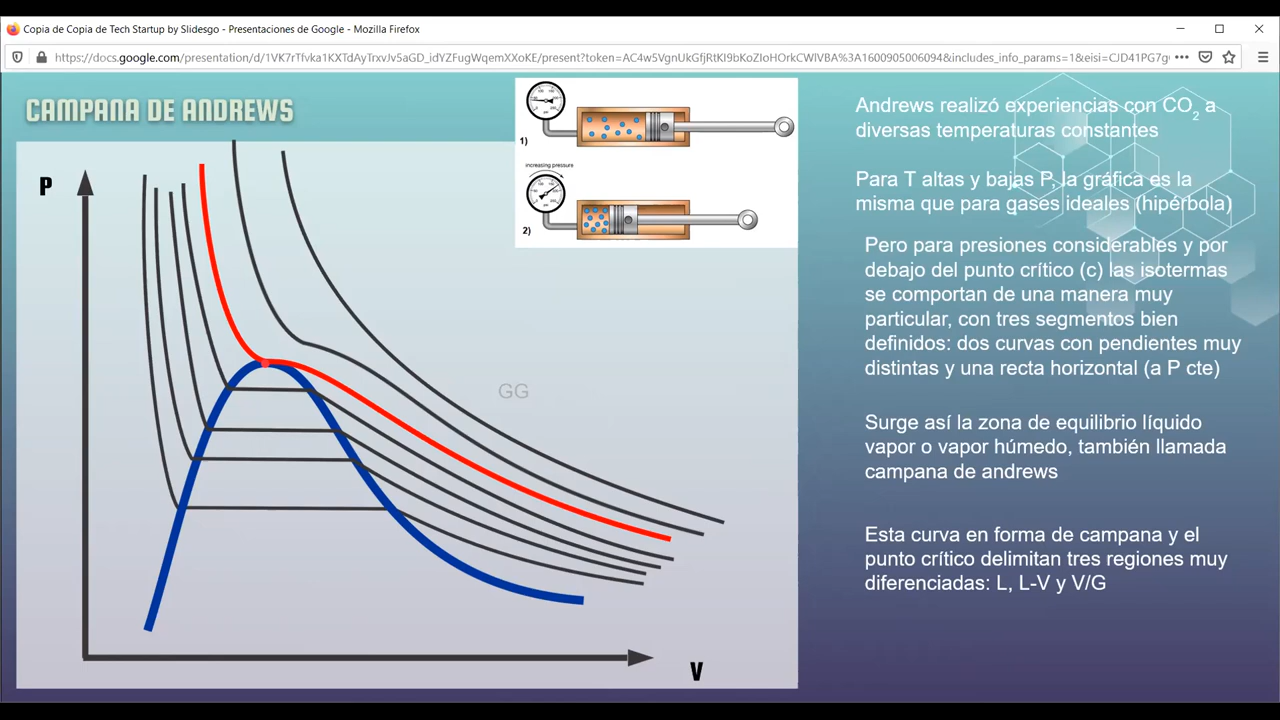 Copia de Copia de Tech Startup by Slidesgo - Presentaciones de Google - Mozilla Firefox
https://docs.google.com/presentation/d/1VK7rTfvka1KXTdAyTrxvJv5aGD_idYZFugWqemXXoKE/present?token=AC4w5VgnUkGfjRtKI9bKoZIoHOrkCWlVBA%3A1600905006094&includes_info_params=1&eisi=CJD41PG7g
CAMPANA DE ANDREWS
P
1)
increasing pressure
2)
GG
V
Andrews realizó experiencias con CO2 a
diversas temperaturas constantes
Para T altas y bajas P, la gráfica es la
misma que para gases ideales (hipérbola)
Pero para presiones considerables y por
debajo del punto crítico (c) las isotermas
se comportan de una manera muy
particular, con tres segmentos bien
definidos: dos curvas con pendientes muy
distintas y una recta horizontal (a P cte)
Surge así la zona de equilibrio líquido
vapor o vapor húmedo, también llamada
campana de andrews
Esta curva en forma de campana y el
punto crítico delimitan tres regiones muy
diferenciadas: L, L-V y V/G